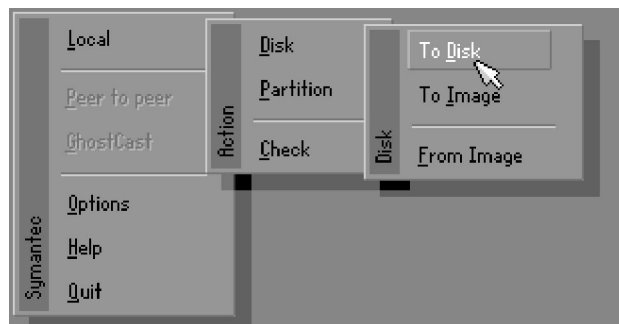 Symantec
Local
Peer to peer
GhostCast
Options
Help
Quit
Action
Disk
Partition
Check
Disk
To Disk
To Image
From Image